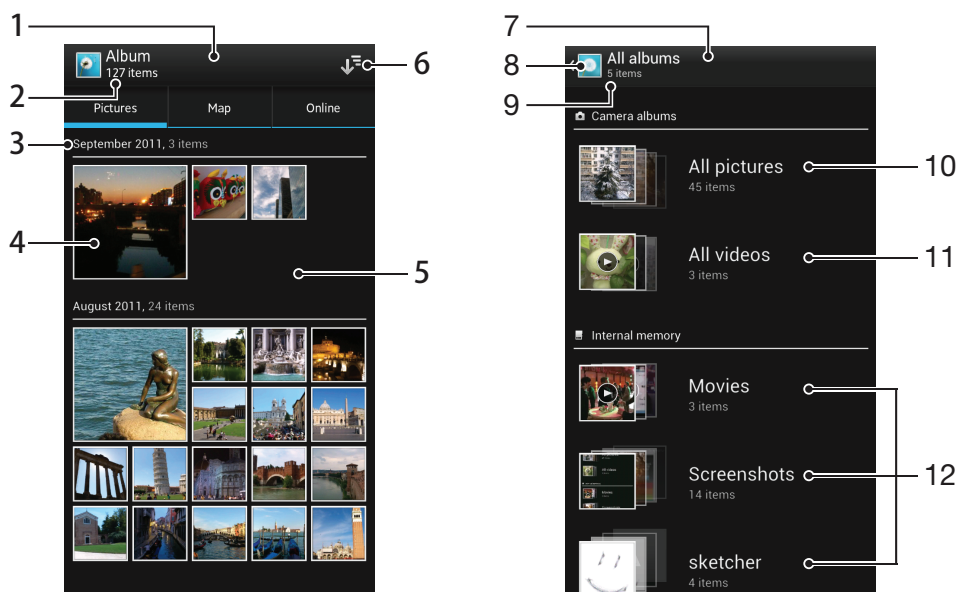 1
Album
127 items
2
6
Pictures Map Online
3
September 2011, 3 items
4
5
August 2011, 24 items
7
8
All albums
5 items
9
Camera albums
All pictures
45 items
10
All videos
3 items
11
Internal memory
Movies
3 items
Screenshots
14 items
12
sketcher
4 items